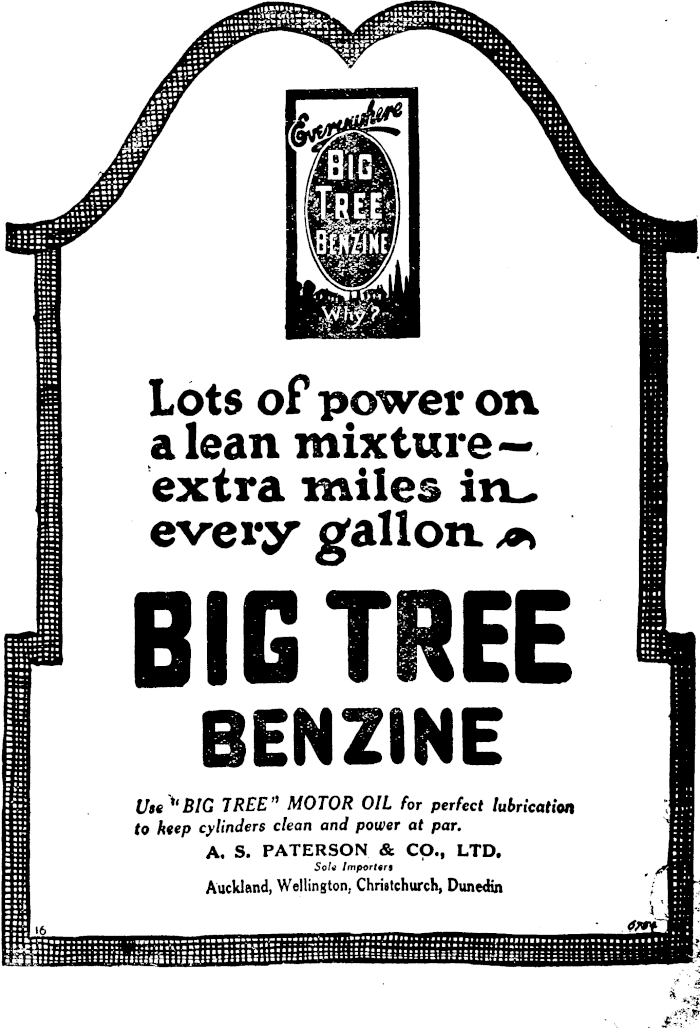 Everywhere
BIG
TREE
BENZINE
Why?
Lots of power on
a lean mixture—
extra miles in
every gallon
BIG TREE
BENZINE
Use "BIG TREE" MOTOR OIL for perfect lubrication
to keep cylinders clean and power at par.
A. S. PATERSON & CO., LTD.
Sole Importers
Auckland, Wellington, Christchurch, Dunedin
16